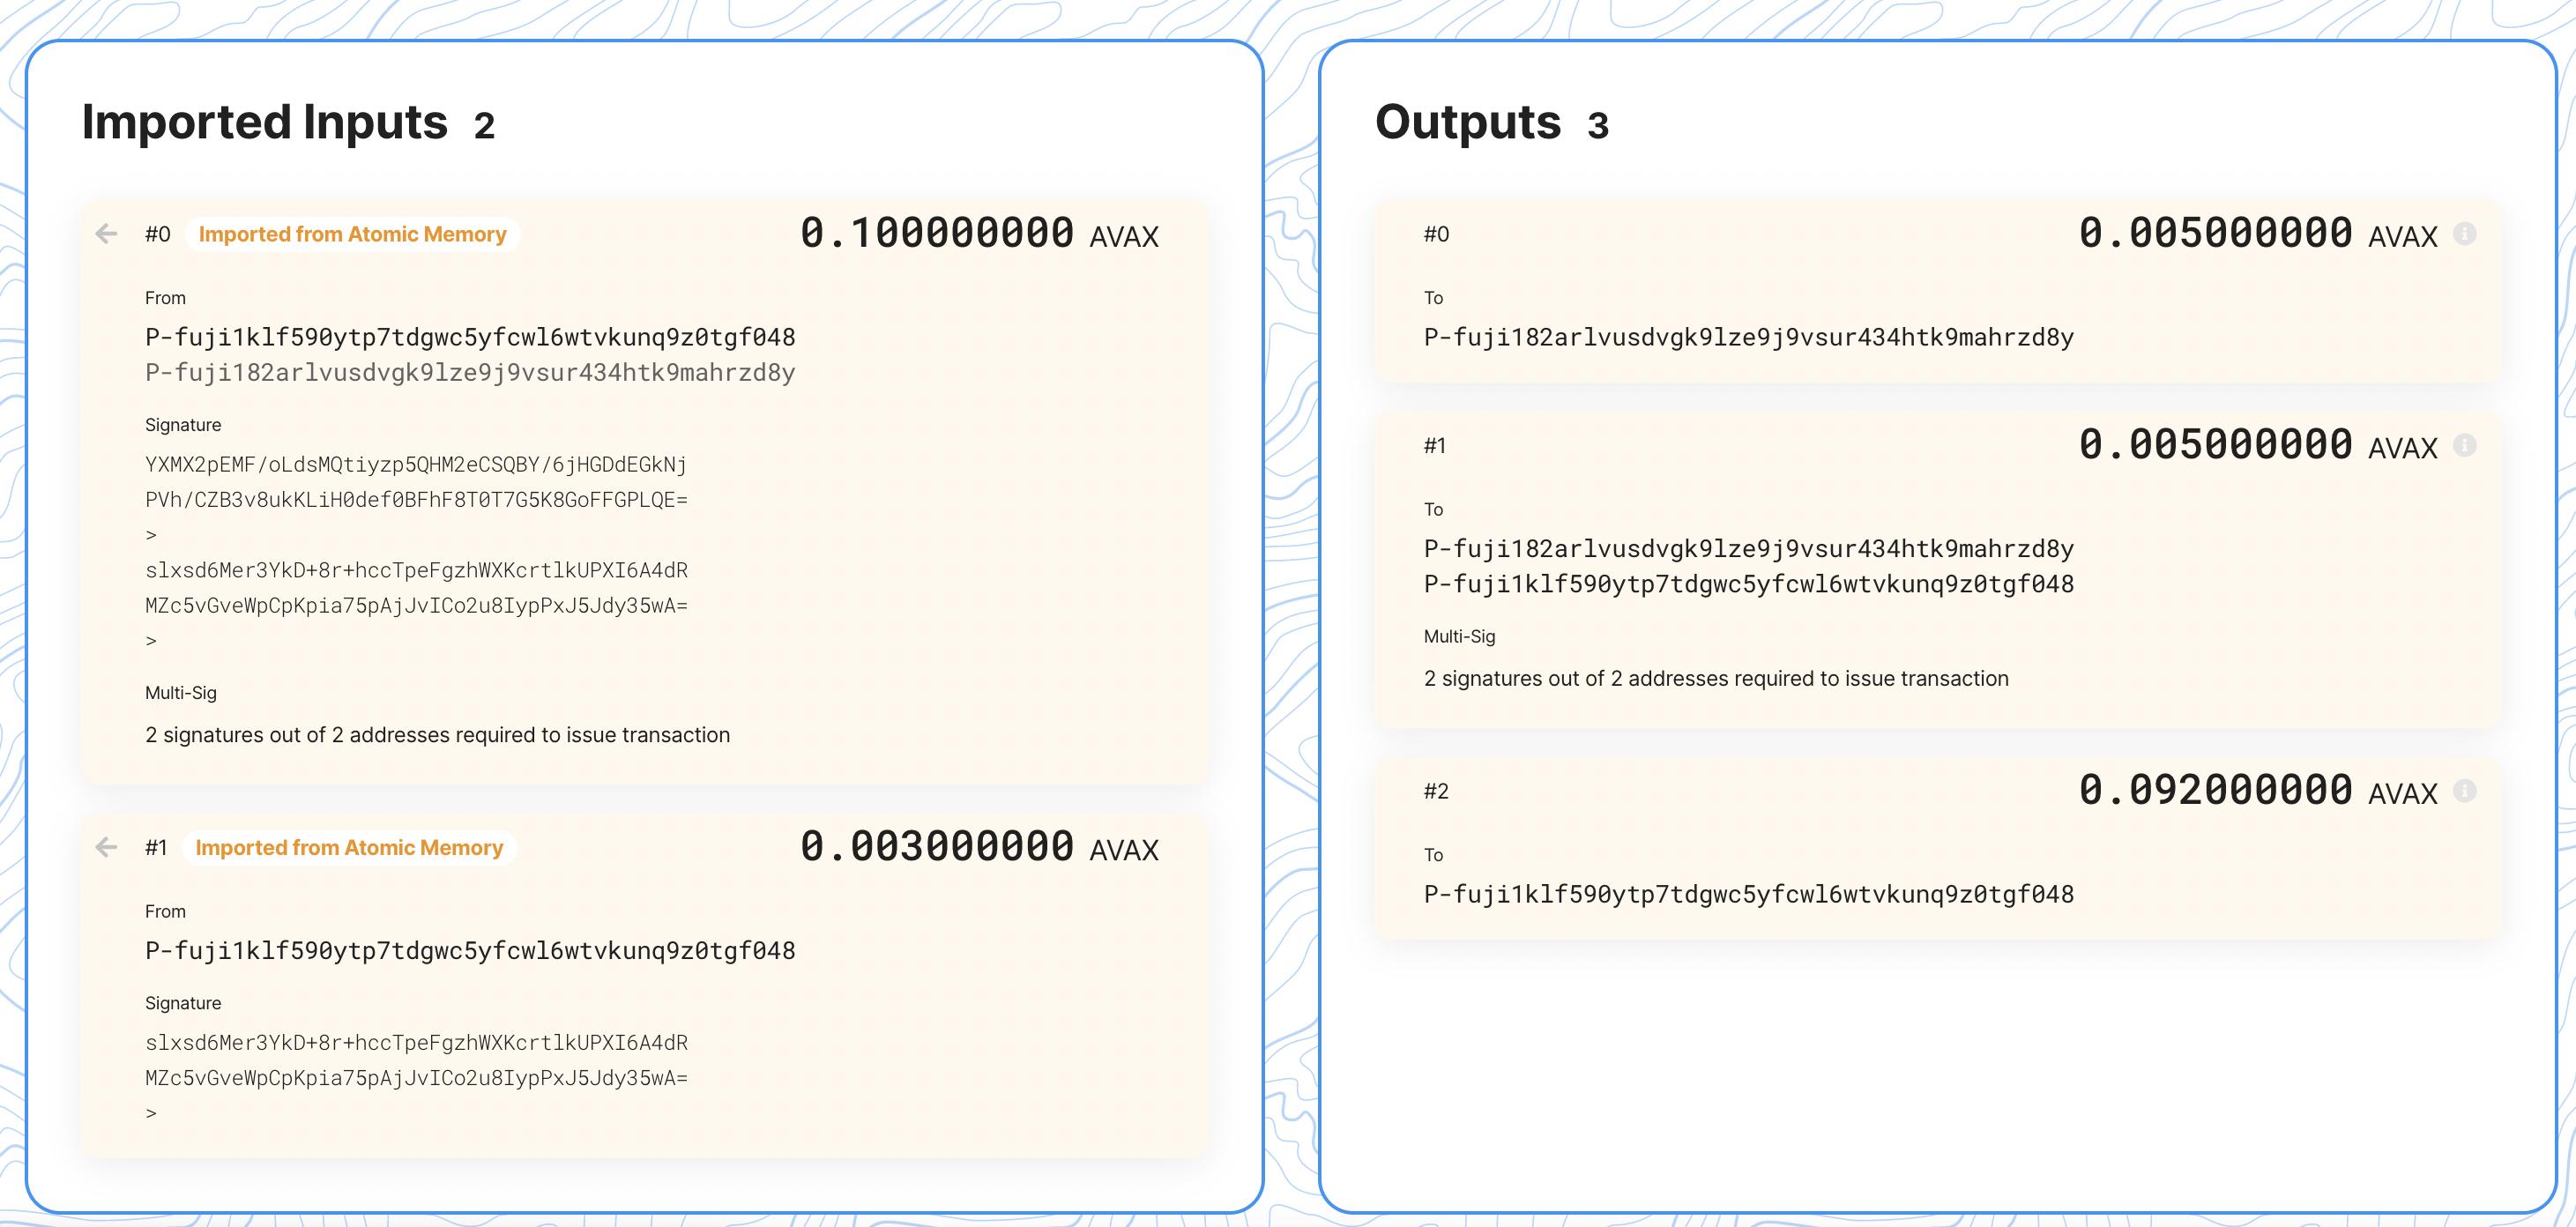 Imported Inputs 2
#0 Imported from Atomic Memory 0.100000000 AVAX
From
P-fuji1klf590ytp7tdgwc5yfcwl6wtvkunq9z0tgf048
P-fuji182arlvusdvgk9lze9j9vsur434htk9mahrzd8y
Signature
YXMX2pEMF/oLdsMQtiyzp5QHM2eCSQBY/6jHGDdEGkNj
PVh/CZB3v8ukKLiH0def0BFhF8T0T7G5K8GoFFGPLQE=
>
slxsd6Mer3YkD+8r+hccTpeFgzhWXKcrtlkUPXI6A4dR
MZc5vGveWpCpKpia75pAjJvICo2u8IypPxJ5Jdy35wA=
>
Multi-Sig
2 signatures out of 2 addresses required to issue transaction
#1 Imported from Atomic Memory 0.003000000 AVAX
From
P-fuji1klf590ytp7tdgwc5yfcwl6wtvkunq9z0tgf048
Signature
slxsd6Mer3YkD+8r+hccTpeFgzhWXKcrtlkUPXI6A4dR
MZc5vGveWpCpKpia75pAjJvICo2u8IypPxJ5Jdy35wA=
>
Outputs 3
#0 0.005000000 AVAX
To
P-fuji182arlvusdvgk9lze9j9vsur434htk9mahrzd8y
#1 0.005000000 AVAX
To
P-fuji182arlvusdvgk9lze9j9vsur434htk9mahrzd8y
P-fuji1klf590ytp7tdgwc5yfcwl6wtvkunq9z0tgf048
Multi-Sig
2 signatures out of 2 addresses required to issue transaction
#2 0.092000000 AVAX
To
P-fuji1klf590ytp7tdgwc5yfcwl6wtvkunq9z0tgf048